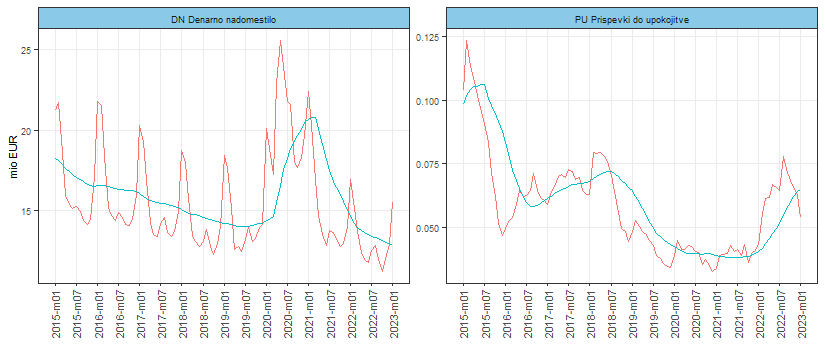 DN Denarno nadomestilo
PU Prispevki do upokojitve
mio EUR
25
20
15
0.125
0.100
0.075
0.050
2015-m01
2015-m07
2016-m01
2016-m07
2017-m01
2017-m07
2018-m01
2018-m07
2019-m01
2019-m07
2020-m01
2020-m07
2021-m01
2021-m07
2022-m01
2022-m07
2023-m01
2015-m01
2015-m07
2016-m01
2016-m07
2017-m01
2017-m07
2018-m01
2018-m07
2019-m01
2019-m07
2020-m01
2020-m07
2021-m01
2021-m07
2022-m01
2022-m07
2023-m01